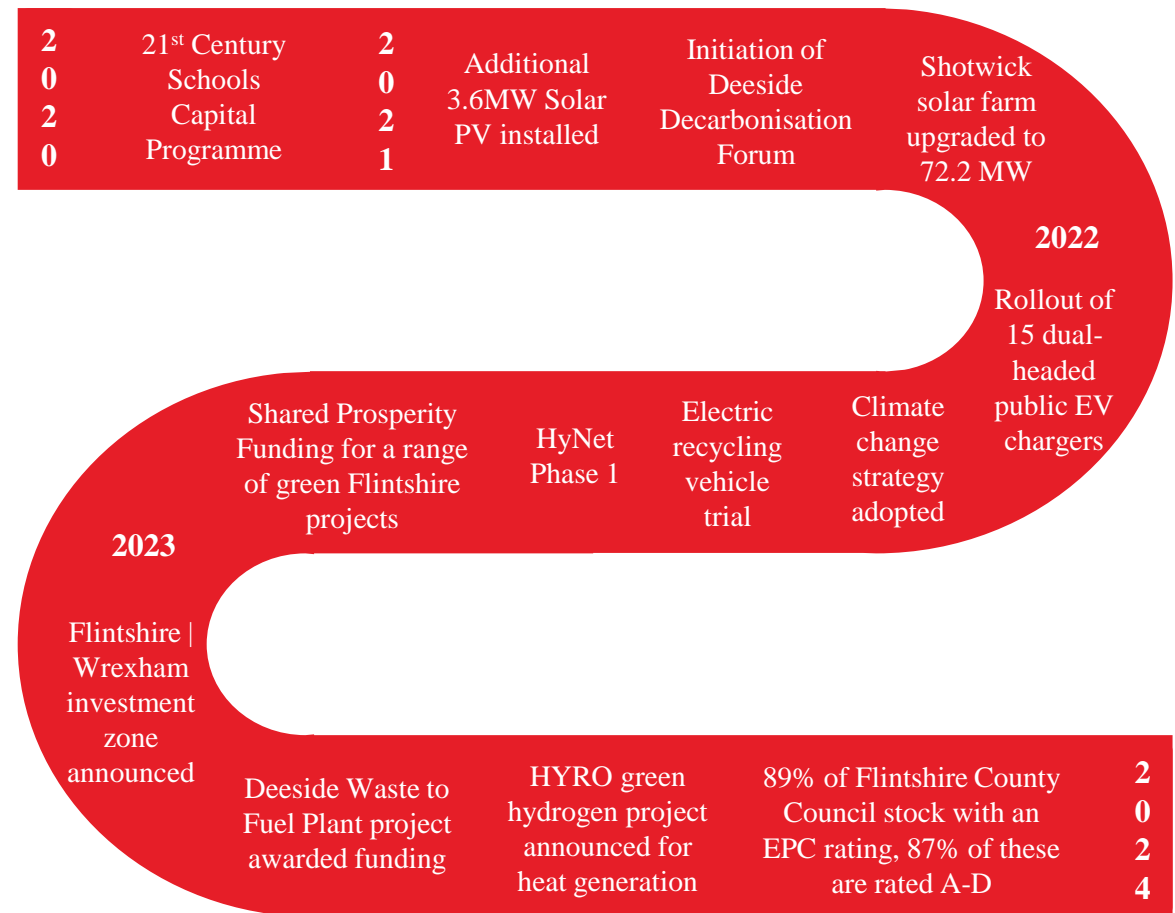 2
0
2
0
21st Century
Schools
Capital
Programme
2
0
2
1
Additional
3.6MW Solar
PV installed
Initiation of
Deeside
Decarbonisation
Forum
Shotwick
solar farm
upgraded to
72.2 MW
2022
Rollout of
15 dual-
headed
public EV
chargers
Climate
change
strategy
adopted
Electric
recycling
vehicle
trial
HyNet
Phase 1
Shared Prosperity
Funding for a range
of green Flintshire
projects
2023
Flintshire |
Wrexham
investment
zone
announced
Deeside Waste to
Fuel Plant project
awarded funding
HYRO green
hydrogen project
announced for
heat generation
89% of Flintshire County
Council stock with an
EPC rating, 87% of these
are rated A-D
2
0
2
4